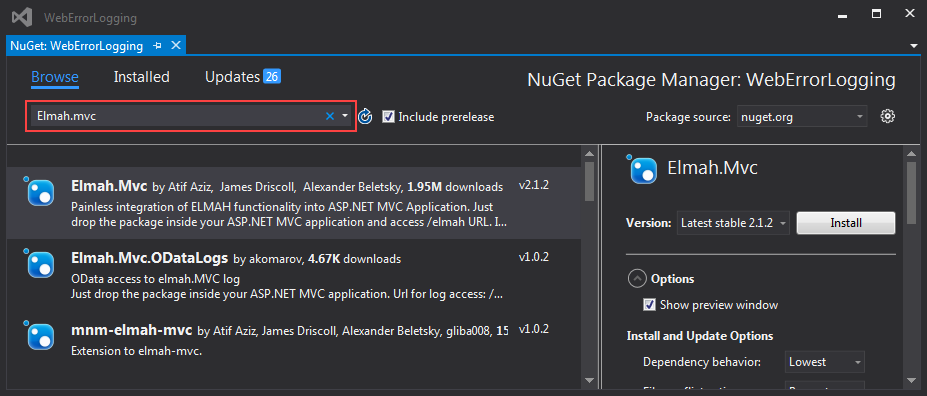 WebErrorLogging
NuGet: WebErrorLogging
Browse Installed Updates 26
NuGet Package Manager: WebErrorLogging
Elmah.mvc
Include prerelease
Package source: nuget.org
Elmah.Mvc by Atif Aziz, James Driscoll, Alexander Beletsky, 1.95M downloads v2.1.2
Painless integration of ELMAH functionality into ASP.NET MVC Application. Just
drop the package inside your ASP.NET MVC application and access /elmah URL. I...
Elmah.Mvc.ODataLogs by akomarov, 4.67K downloads v1.0.2
OData access to elmah.MVC log
Just drop the package inside your ASP.NET MVC application. Url for log access: /...
mnm-elmah-mvc by Atif Aziz, James Driscoll, Alexander Beletsky, gliba008, 15 v1.0.2
Extension to elmah-mvc.
Elmah.Mvc
Version: Latest stable 2.1.2 Install
Options
Show preview window
Install and Update Options
Dependency behavior: Lowest